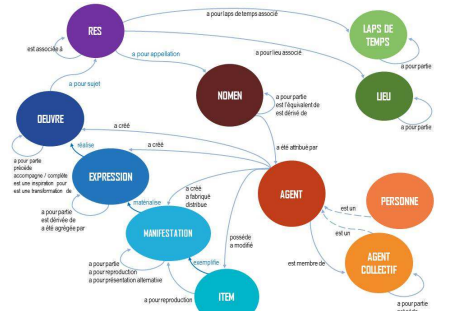 RES
a pour laps de temps associé
LAPS DE
TEMPS
est associée à
a pour appellation
a pour lieu associé
a pour partie
a pour sujet
NOMEN
a pour partie
est l'équivalent de
est dérivé de
LIEU
OEUVRE
a créé
a été attribué par
a pour partie
réalise
a créé
a pour partie
précède
accompagne / complète
est une inspiration pour
est une transformation de
EXPRESSION
a créé
a fabriqué
distribue
AGENT
PERSONNE
est un
matérialise
a pour partie
est dérivée de
a été agrégée par
MANIFESTATION
possède
a modifié
est un
AGENT
COLLECTIF
est membre de
a pour partie
a pour reproduction
a pour présentation alternative
exemplifie
a pour reproduction
ITEM
a pour partie